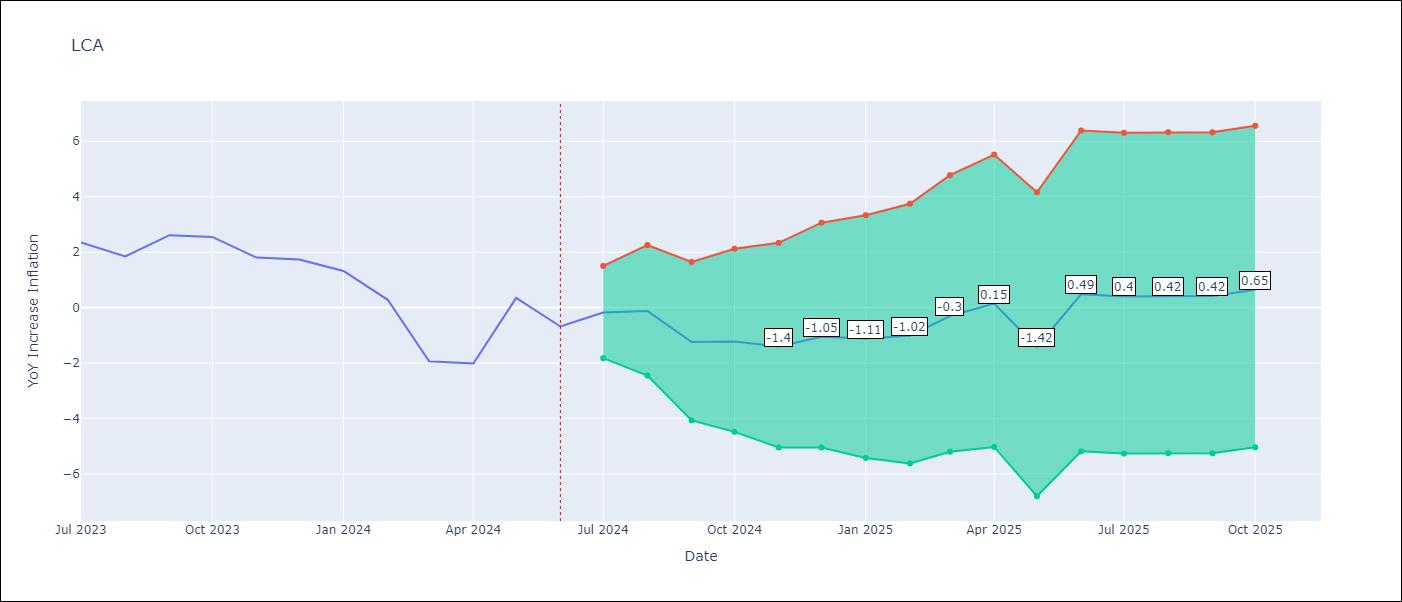 LCA
6
4
2
0
−2
−4
−6
YoY Increase Inflation
-1.4
-1.05
-1.11
-1.02
-0.3
0.15
-1.42
0.49
0.4
0.42
0.42
0.65
Jul 2023
Oct 2023
Jan 2024
Apr 2024
Jul 2024
Oct 2024
Jan 2025
Apr 2025
Jul 2025
Oct 2025
Date